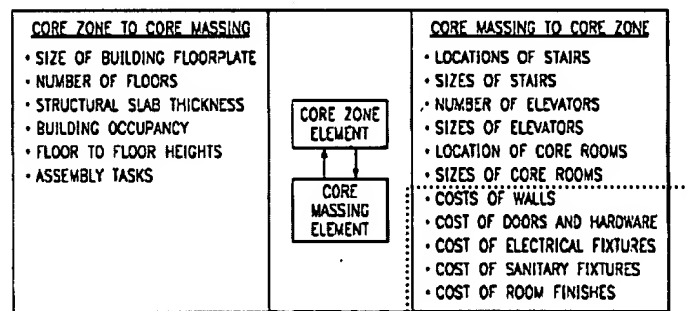 CORE ZONE TO CORE MASSING
• SIZE OF BUILDING FLOORPLATE
• NUMBER OF FLOORS
• STRUCTURAL SLAB THICKNESS
• BUILDING OCCUPANCY
• FLOOR TO FLOOR HEIGHTS
• ASSEMBLY TASKS
CORE ZONE
ELEMENT
CORE
MASSING
ELEMENT
CORE MASSING TO CORE ZONE
• LOCATIONS OF STAIRS
• SIZES OF STAIRS
• NUMBER OF ELEVATORS
• SIZES OF ELEVATORS
• LOCATION OF CORE ROOMS
• SIZES OF CORE ROOMS
• COSTS OF WALLS
• COST OF DOORS AND HARDWARE
• COST OF ELECTRICAL FIXTURES
• COST OF SANITARY FIXTURES
• COST OF ROOM FINISHES